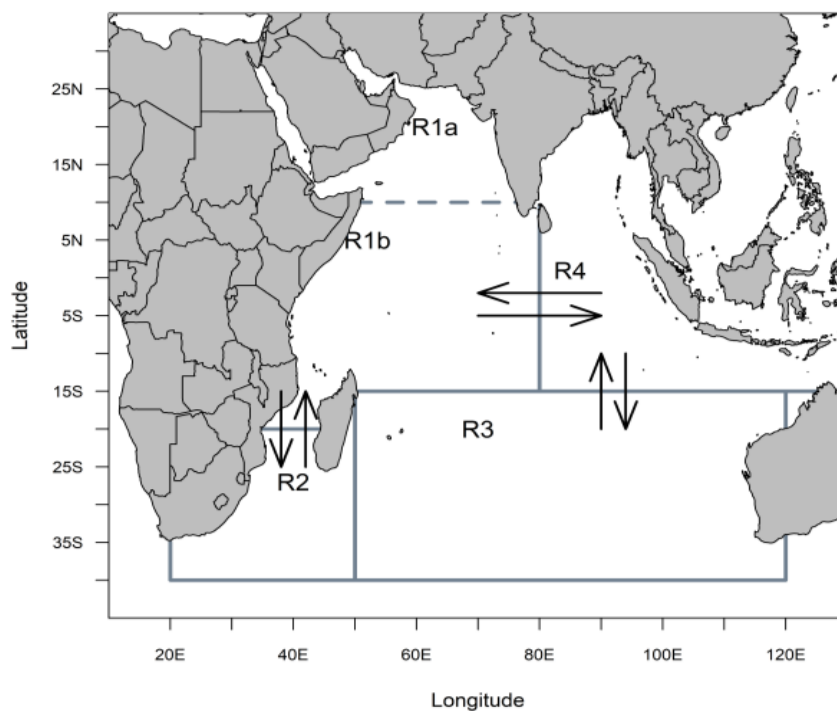 25N
15N
5N
5S
15S
25S
35S
Latitude
R1a
R1b
R4
R3
R2
20E
40E
60E
80E
100E
120E
Longitude